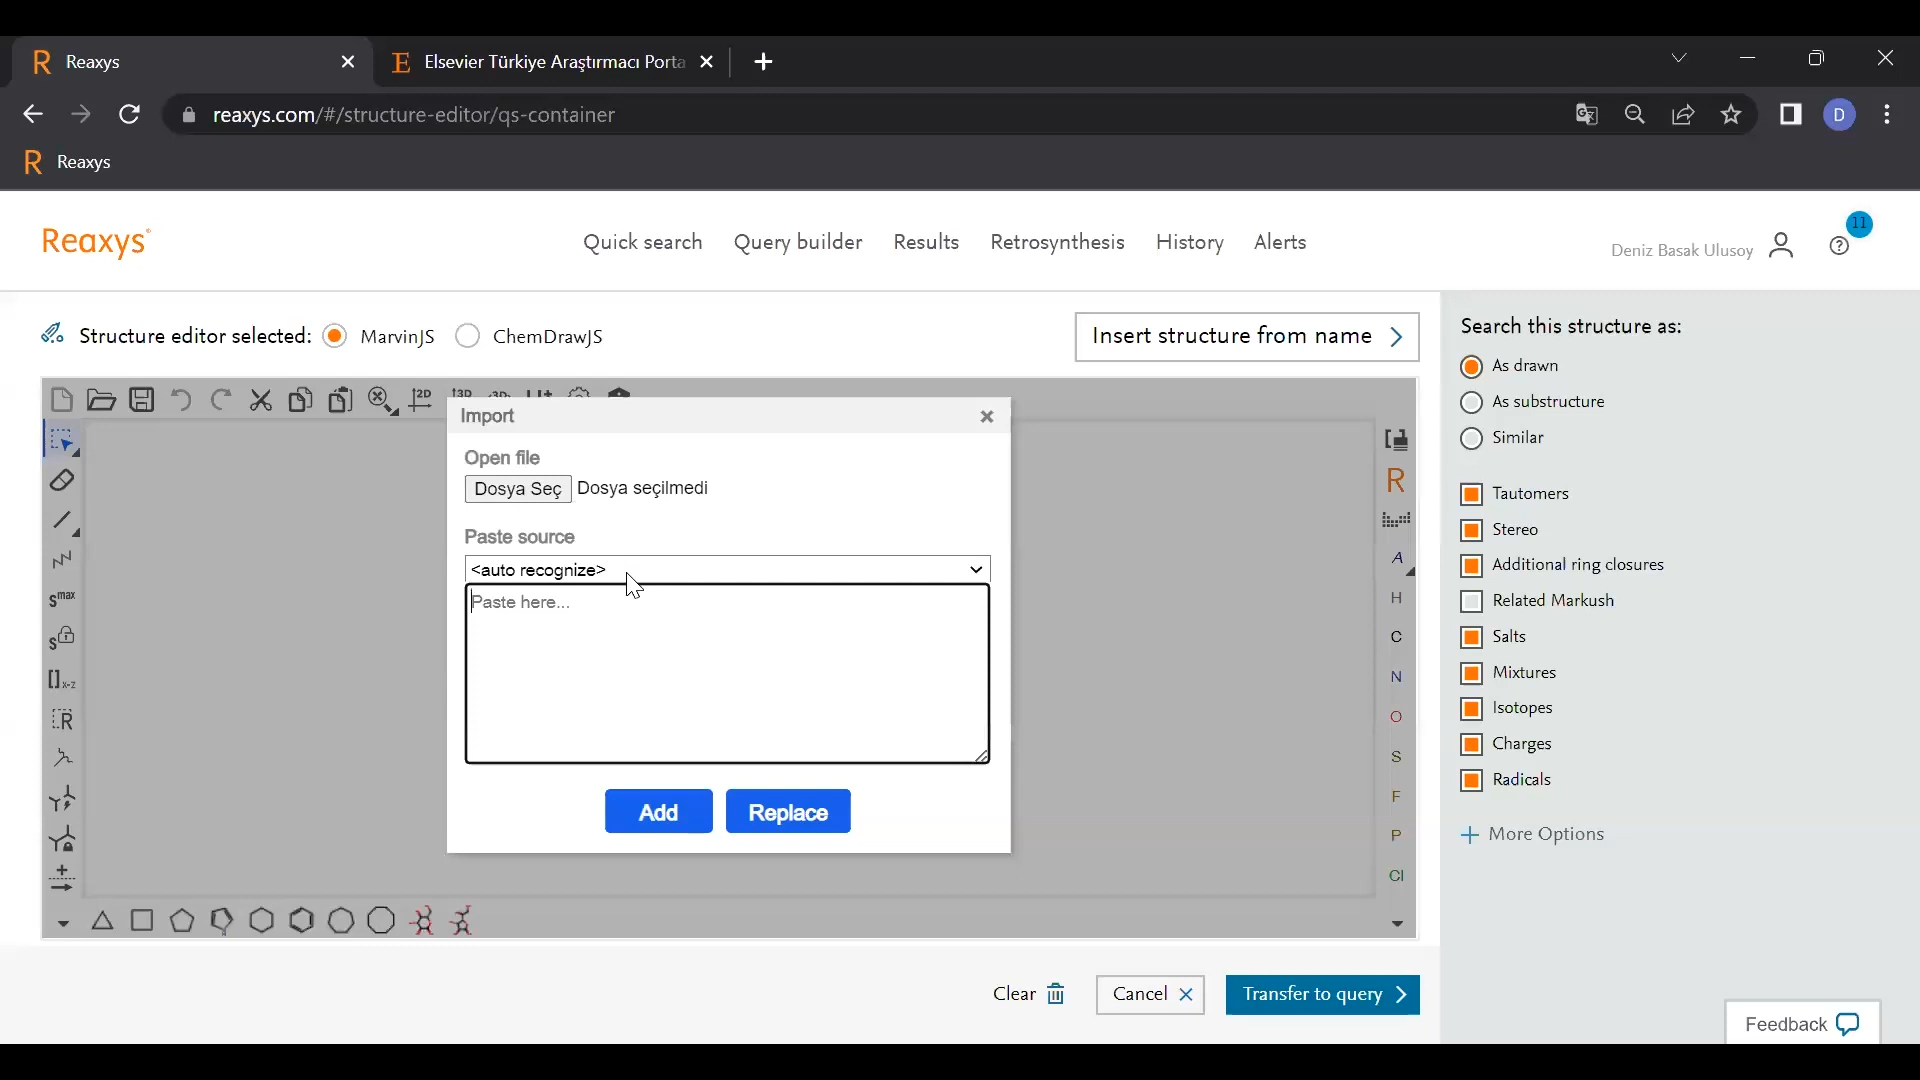 Reaxys
Elsevier Türkiye Araştırmacı Porta
reaxys.com/#/structure-editor/qs-container
D
Reaxys
Reaxys
Quick search
Query builder
Results
Retrosynthesis
History
Alerts
Deniz Basak Ulusoy
11
Structure editor selected:
MarvinJS
ChemDrawJS
Insert structure from name
Search this structure as:
As drawn
As substructure
Similar
Tautomers
Stereo
Additional ring closures
Related Markush
Salts
Mixtures
Isotopes
Charges
Radicals
More Options
2D
Import
Open file
Dosya Seç
Dosya seçilmedi
Paste source
<auto recognize>
Paste here...
Add
Replace
smax
s
[]x-z
R
R
A
H
C
N
O
S
F
P
Cl
Clear
Cancel
Transfer to query
Feedback